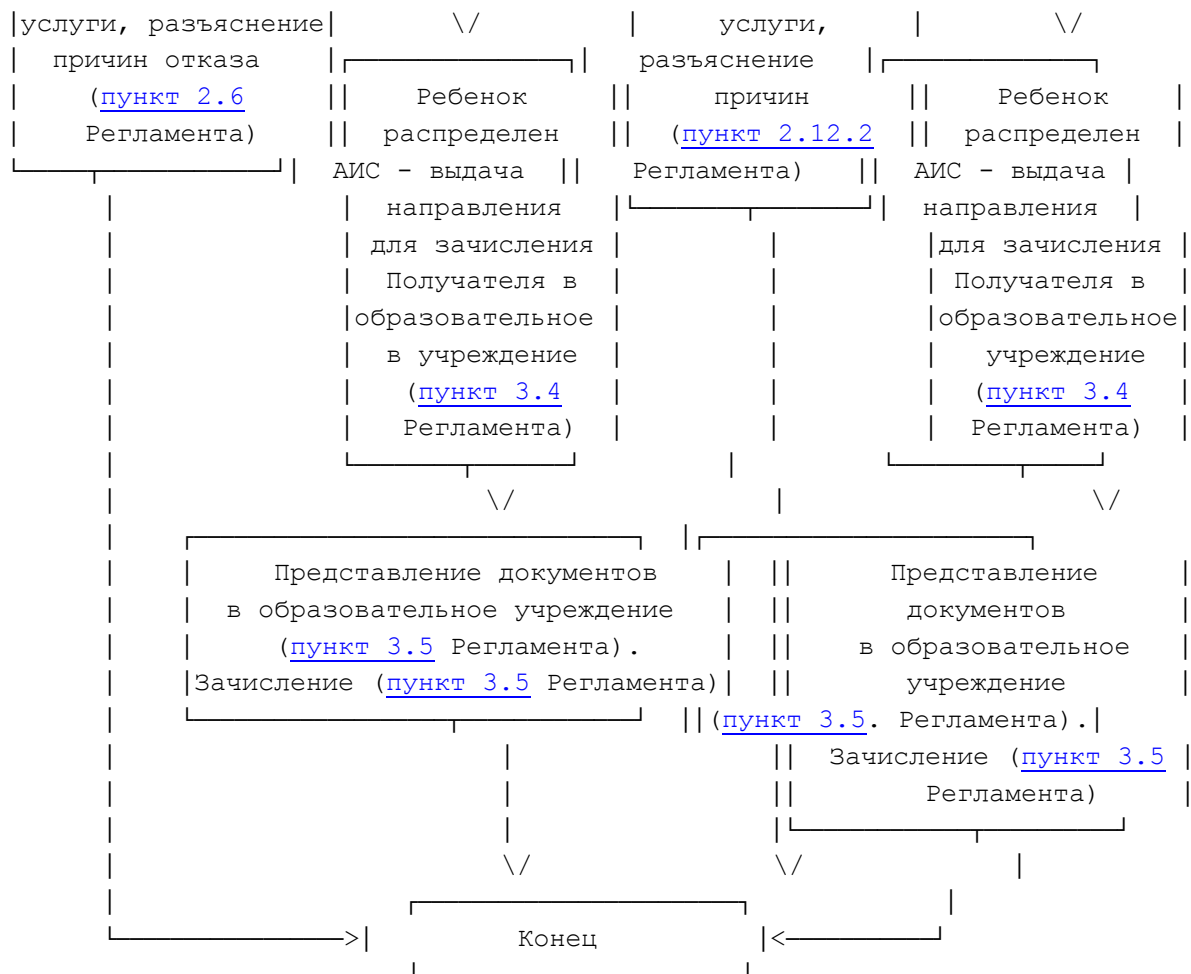 услуги, разъяснение \/ услуги, \/
причин отказа разъяснение
(пункт 2.6 Ребенок причин Ребенок
Регламента) распределен (пункт 2.12.2 распределен
АИС - выдача Регламента) АИС - выдача
направления направления
для зачисления для зачисления
Получателя в Получателя в
образовательное образовательное
в учреждение учреждение
(пункт 3.4 (пункт 3.4
Регламента) Регламента)
\/ \/
Представление документов Представление
в образовательное учреждение документов
(пункт 3.5 Регламента). в образовательное
Зачисление (пункт 3.5 Регламента) учреждение
(пункт 3.5. Регламента).
Зачисление (пункт 3.5
Регламента)
\/ \/
> Конец <